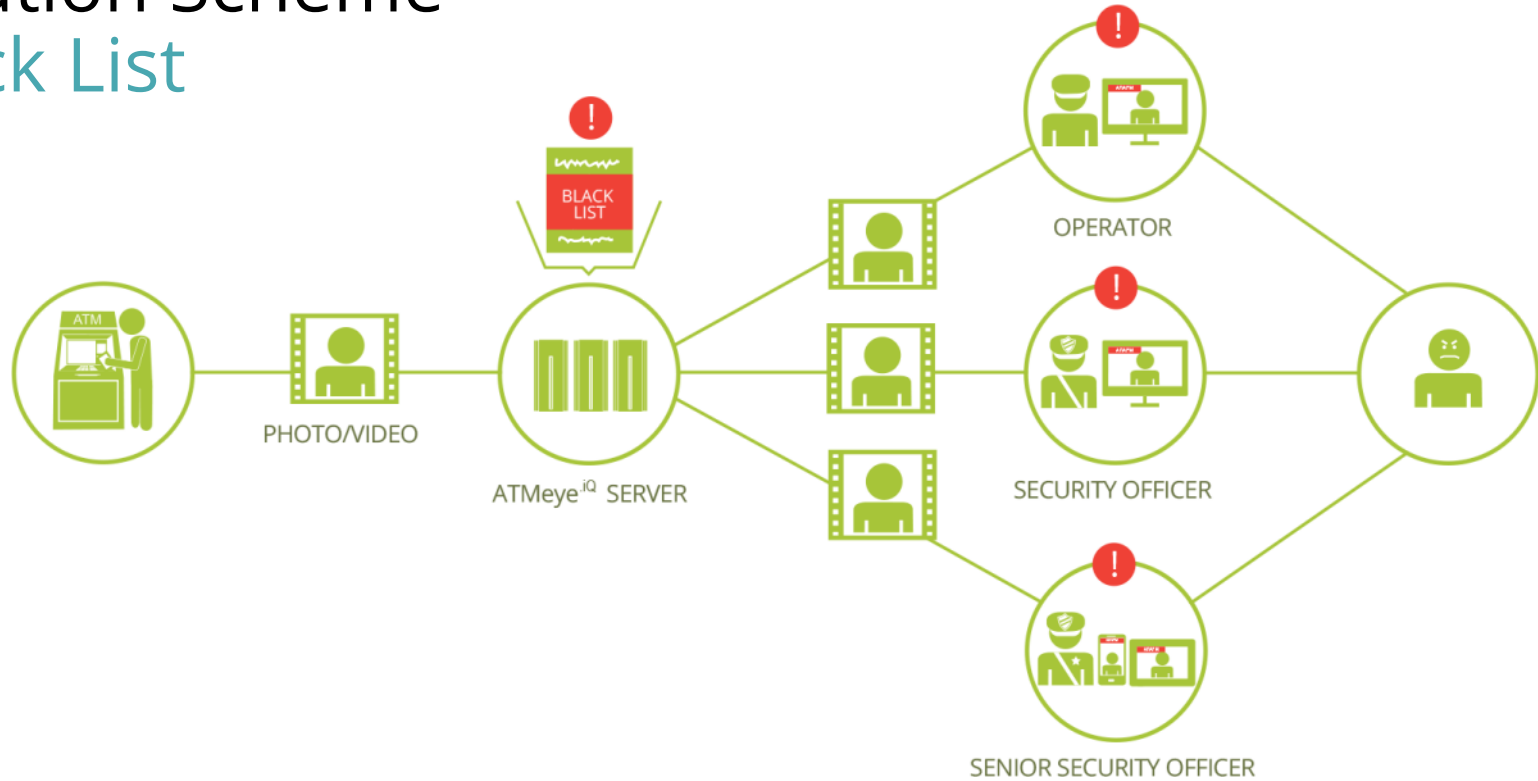 ation Scheme
ck List
BLACK
LIST
ATM
PHOTO/VIDEO
ATMeye.iQ SERVER
OPERATOR
SECURITY OFFICER
SENIOR SECURITY OFFICER